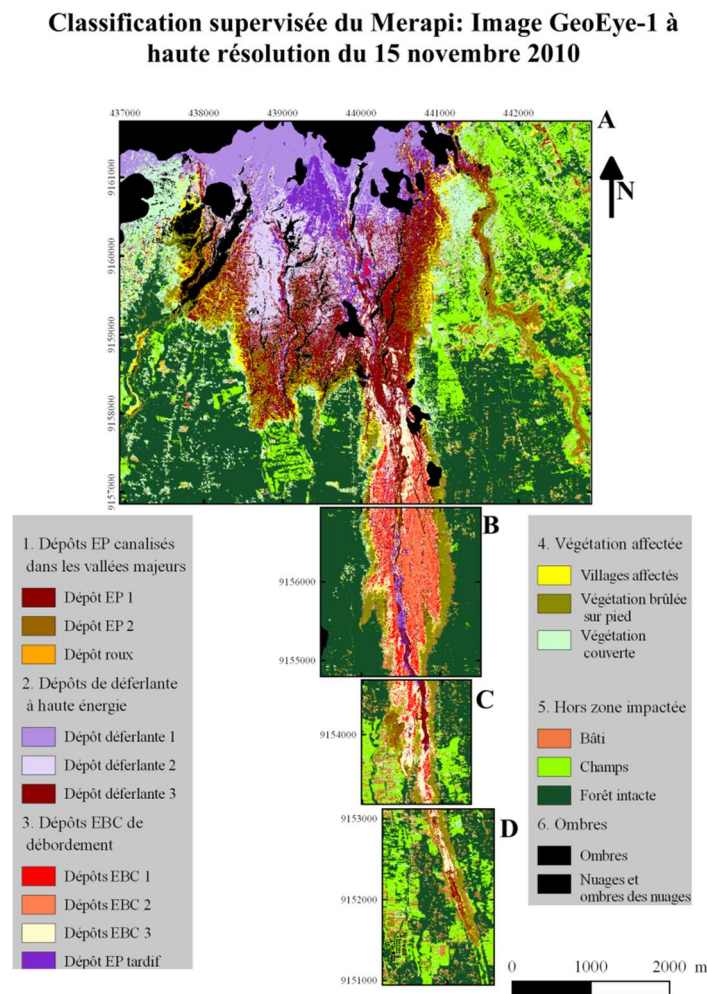 Classification supervisée du Merapi: Image GeoEye-1 à
haute résolution du 15 novembre 2010
437000 438000 439000 440000 441000 442000
A
N
9161000
9160000
9159000
9158000
9157000
B
9156000
9155000
C
9154000
D
9153000
9152000
9151000
1. Dépôts EP canalisés
dans les vallées majeurs
Dépôt EP 1
Dépôt EP 2
Dépôt roux
2. Dépôts de déferlante
à haute énergie
Dépôt déferlante 1
Dépôt déferlante 2
Dépôt déferlante 3
3. Dépôts EBC de
débordement
Dépôts EBC 1
Dépôts EBC 2
Dépôts EBC 3
Dépôt EP tardif
4. Végétation affectée
Villages affectés
Végétation brûlée
sur pied
Végétation
couverte
5. Hors zone impactée
Bâti
Champs
Forêt intacte
6. Ombres
Ombres
Nuages et
ombres des nuages
0 1000 2000 m